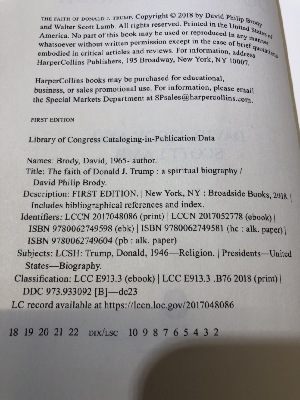 THE FAITH OF DONALD J. TRUMP. Copyright © 2018 by David Philip Brody
and Walter Scott Lamb. All rights reserved. Printed in the United States of
America. No part of this book may be used or reproduced in any manner
whatsoever without written permission except in the case of brief quotations
embodied in critical articles and reviews. For information, address
HarperCollins Publishers, 195 Broadway, New York, NY 10007.
HarperCollins books may be purchased for educational,
business, or sales promotional use. For information, please email
the Special Markets Department at SPsales@harpercollins.com.
FIRST EDITION
Library of Congress Cataloging-in-Publication Data
Names: Brody, David, 1965- author.
Title: The faith of Donald J. Trump : a spiritual biography /
David Philip Brody.
Description: FIRST EDITION. | New York, NY : Broadside Books, 2018 |
Includes bibliographical references and index.
Identifiers: LCCN 2017048086 (print) | LCCN 2017052778 (ebook) |
ISBN 9780062749598 (ebk) | ISBN 9780062749581 (hc : alk. paper) |
ISBN 9780062749604 (pb : alk. paper)
Subjects: LCSH: Trump, Donald, 1946—Religion. | Presidents—United
States—Biography.
Classification: LCC E913.3 (ebook) | LCC E913.3 .B76 2018 (print) |
DDC 973.933092 [B]—dc23
LC record available at https://lccn.loc.gov/2017048086
18 19 20 21 22 DIX/LSC 10 9 8 7 6 5 4 3 2